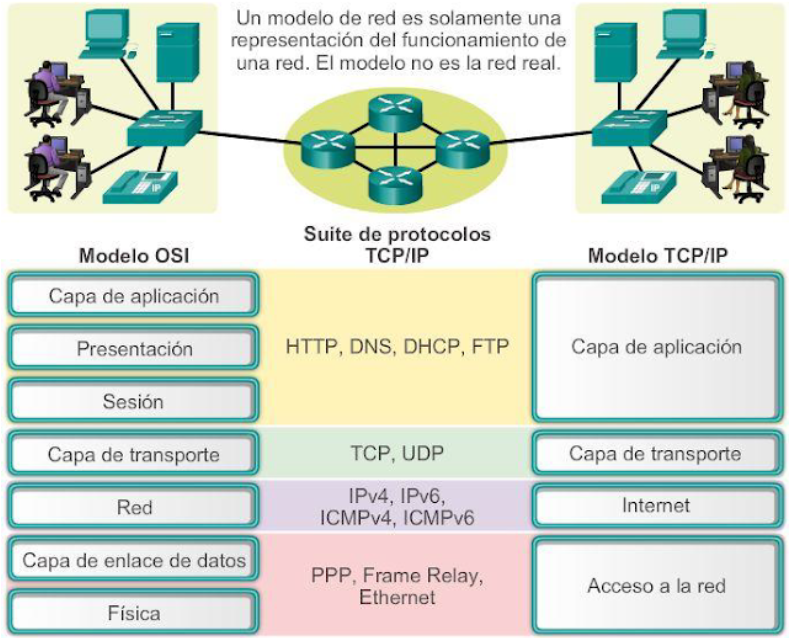 Un modelo de red es solamente una
representación del funcionamiento de
una red. El modelo no es la red real.
IP
IP
Modelo OSI
Suite de protocolos
TCP/IP
Modelo TCP/IP
Capa de aplicación
Presentación
Sesión
HTTP, DNS, DHCP, FTP
Capa de aplicación
Capa de transporte
TCP, UDP
Capa de transporte
Red
IPv4, IPv6,
ICMPv4, ICMPv6
Internet
Capa de enlace de datos
Física
PPP, Frame Relay,
Ethernet
Acceso a la red